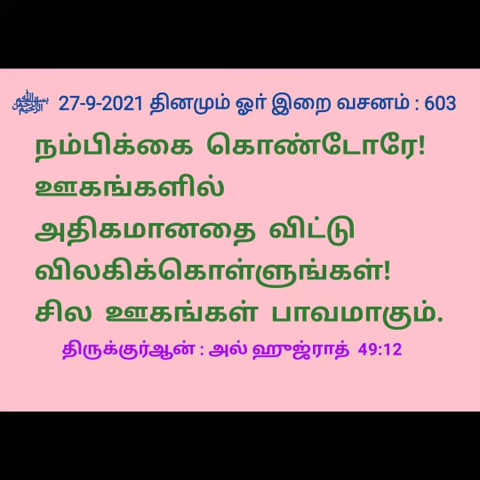 ﷽ 27-9-2021 தினமும் ஓர் இறை வசனம் : 603
நம்பிக்கை கொண்டோரே!
ஊகங்களில்
அதிகமானதை விட்டு
விலகிக்கொள்ளுங்கள்!
சில ஊகங்கள் பாவமாகும்.
திருக்குர்ஆன் : அல் ஹுஜ்ராத் 49:12